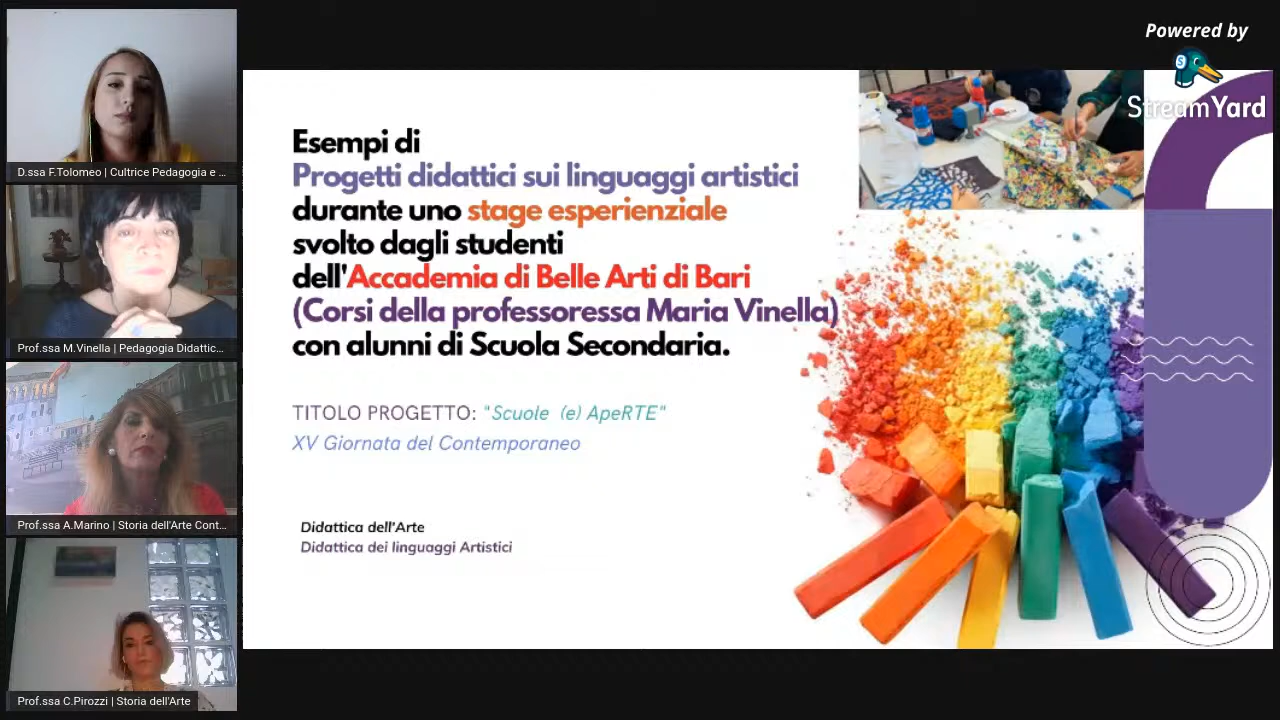 Powered by
StreamYard
D.ssa F.Tolomeo | Cultrice Pedagogia e ...
Prof.ssa M.Vinella | Pedagogia Didattic...
Prof.ssa A.Marino | Storia dell'Arte Cont...
Prof.ssa C.Pirozzi | Storia dell'Arte
Esempi di
Progetti didattici sui linguaggi artistici
durante uno stage esperienziale
svolto dagli studenti
dell'Accademia di Belle Arti di Bari
(Corsi della professoressa Maria Vinella)
con alunni di Scuola Secondaria.
TITOLO PROGETTO: "Scuole (e) ApeRTE"
XV Giornata del Contemporaneo
Didattica dell'Arte
Didattica dei linguaggi Artistici